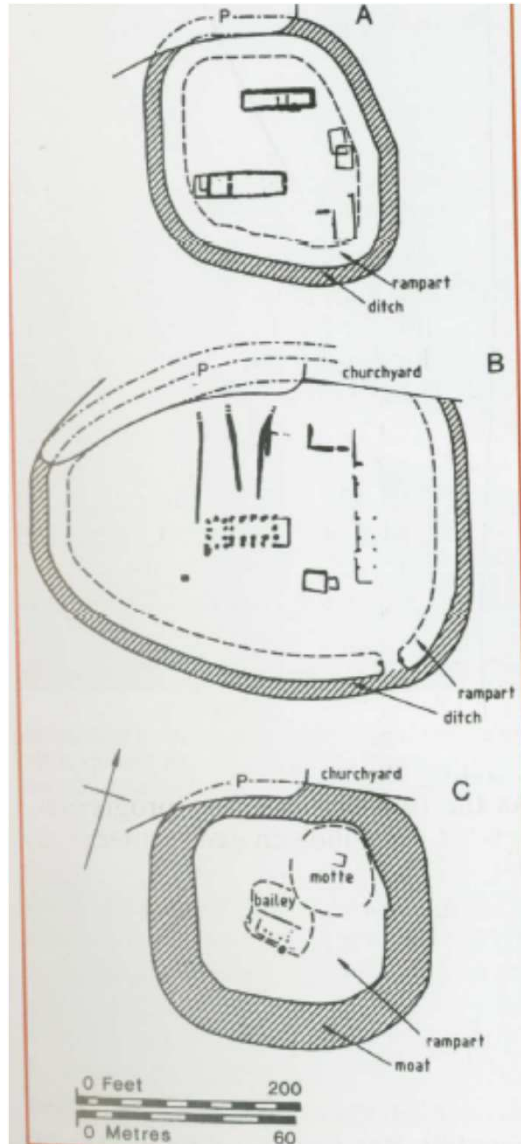 P
A
rampart
ditch
P
churchyard
B
rampart
ditch
P
churchyard
C
motte
bailey
rampart
moat
0 Feet 200
0 Metres 60